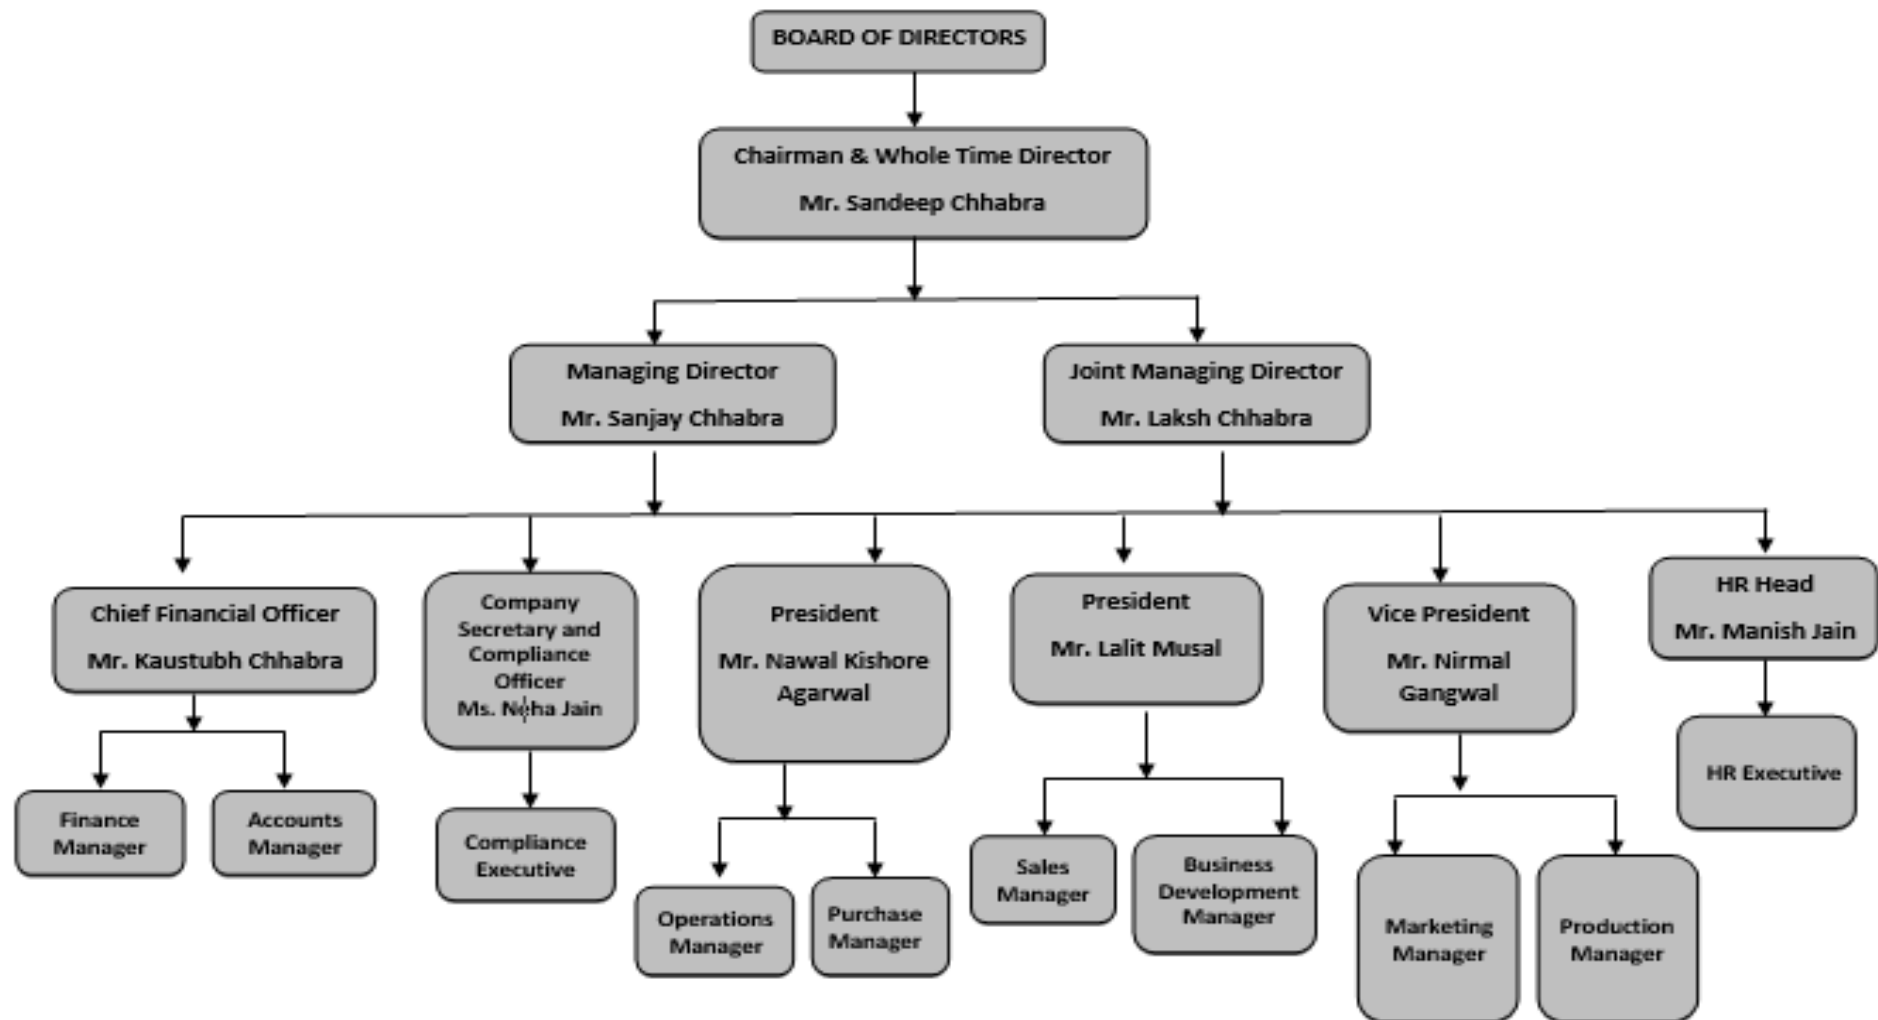 BOARD OF DIRECTORS
Chairman & Whole Time Director
Mr. Sandeep Chhabra
Managing Director
Mr. Sanjay Chhabra
Joint Managing Director
Mr. Laksh Chhabra
Chief Financial Officer
Mr. Kaustubh Chhabra
Company
Secretary and
Compliance
Officer
Ms. Neha Jain
President
Mr. Nawal Kishore
Agarwal
President
Mr. Lalit Musal
Vice President
Mr. Nirmal
Gangwal
HR Head
Mr. Manish Jain
Finance
Manager
Accounts
Manager
Compliance
Executive
Operations
Manager
Purchase
Manager
Sales
Manager
Business
Development
Manager
Marketing
Manager
Production
Manager
HR Executive